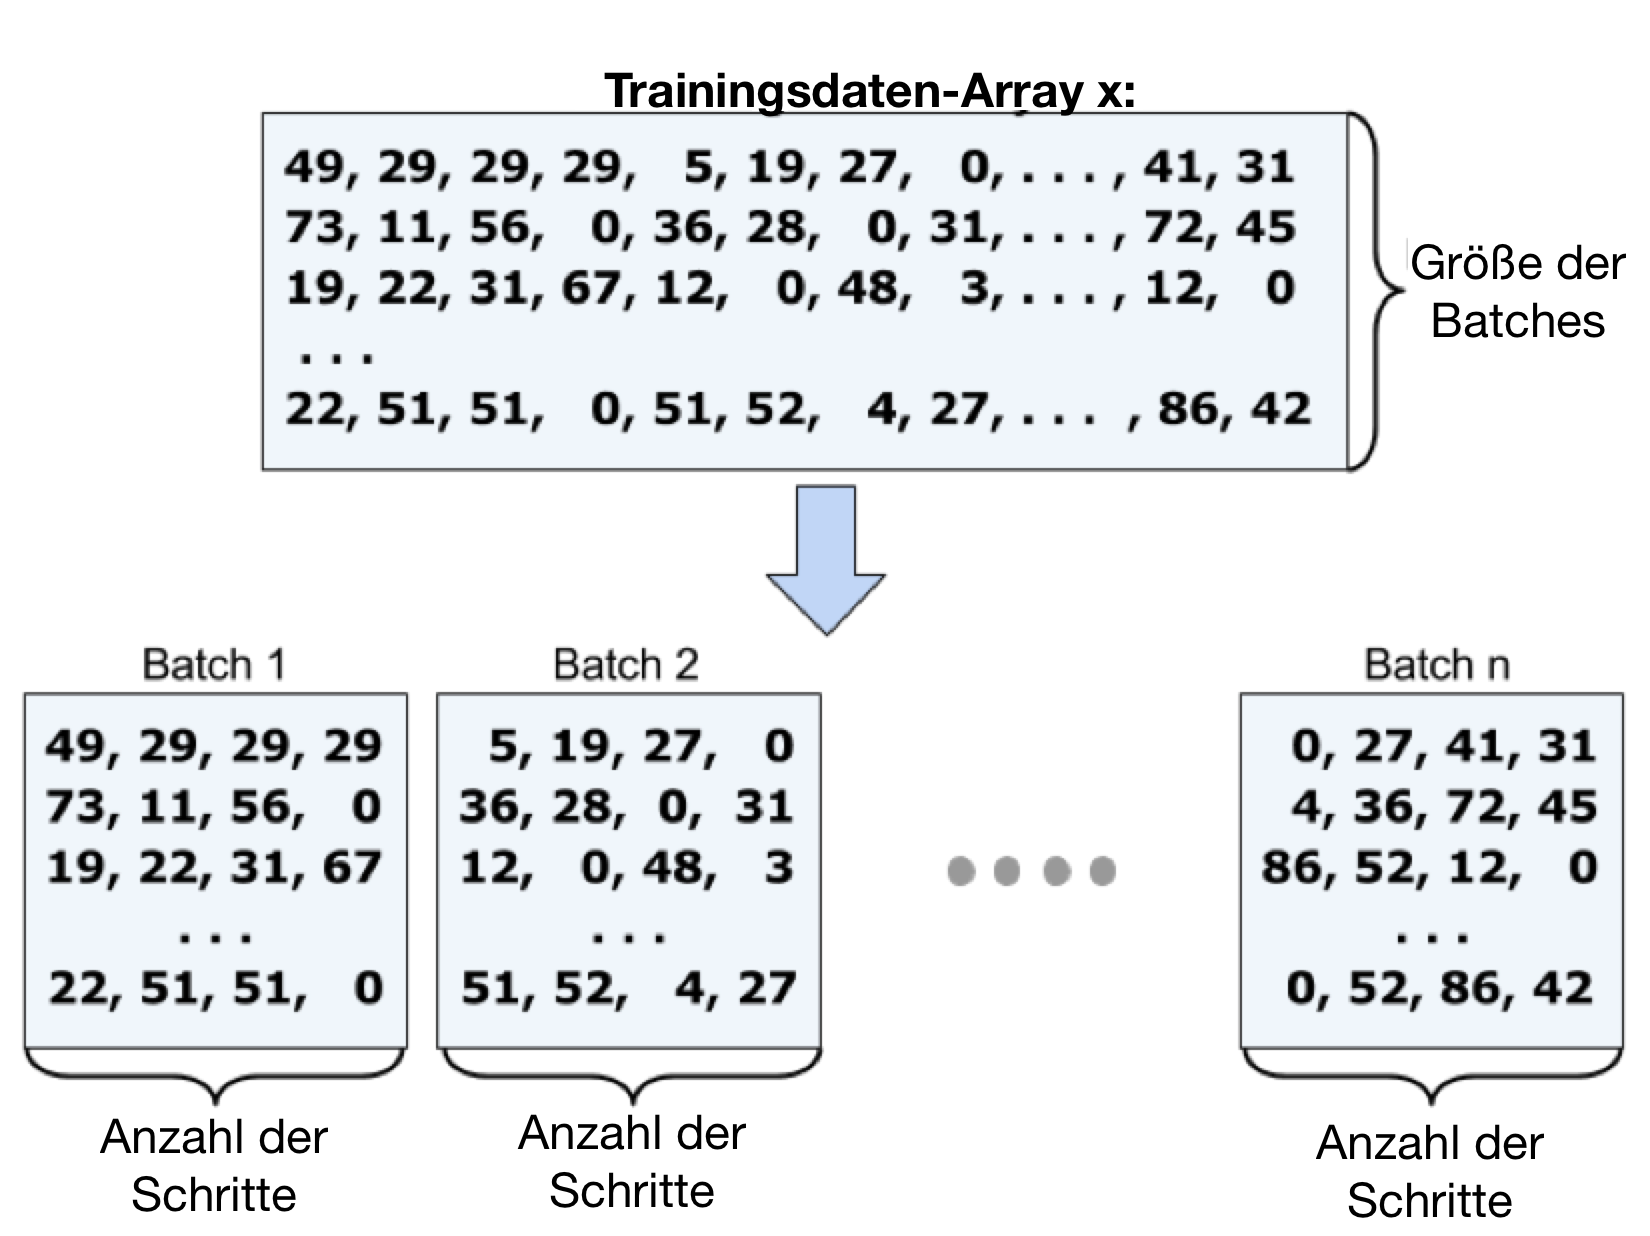 Trainingsdaten-Array x:
49, 29, 29, 29, 5, 19, 27, 0, . . . , 41, 31
73, 11, 56, 0, 36, 28, 0, 31, . . . , 72, 45
19, 22, 31, 67, 12, 0, 48, 3, . . . , 12, 0
. . .
22, 51, 51, 0, 51, 52, 4, 27, . . . , 86, 42
Größe der
Batches
Batch 1
49, 29, 29, 29
73, 11, 56, 0
19, 22, 31, 67
. . .
22, 51, 51, 0
Anzahl der
Schritte
Batch 2
5, 19, 27, 0
36, 28, 0, 31
12, 0, 48, 3
. . .
51, 52, 4, 27
Anzahl der
Schritte
Batch n
0, 27, 41, 31
4, 36, 72, 45
86, 52, 12, 0
. . .
0, 52, 86, 42
Anzahl der
Schritte